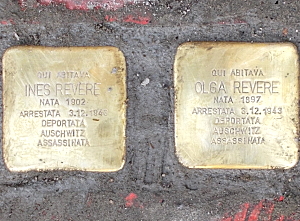 QUI ABITAVA
INES REVERE
NATA 1902
ARRESTATA 3.12.1943
DEPORTATA
AUSCHWITZ
ASSASSINATA
QUI ABITAVA
OLGA REVERE
NATA 1897
ARRESTATA 3.12.1943
DEPORTATA
AUSCHWITZ
ASSASSINATA